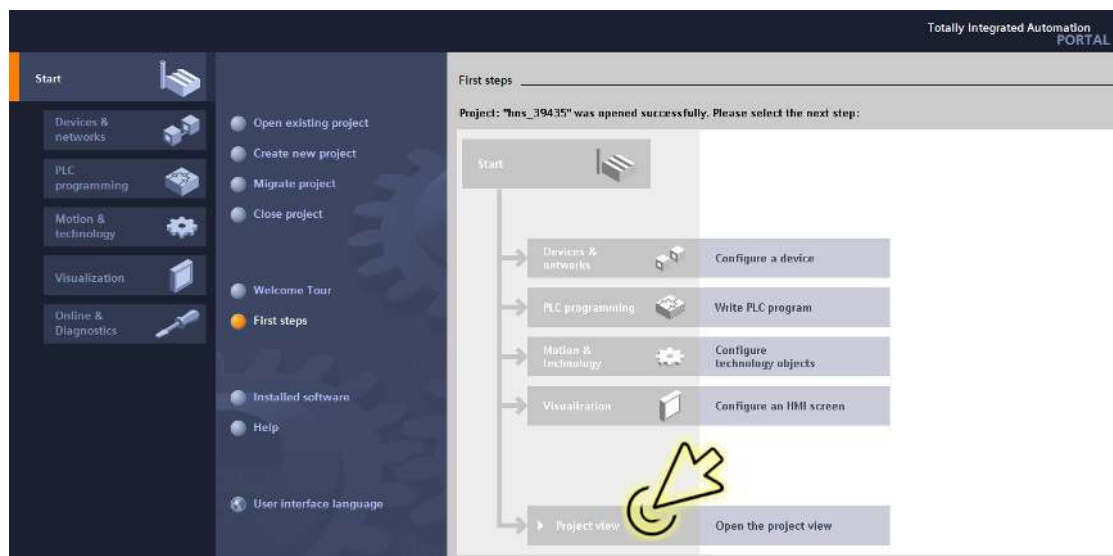 Totally Integrated Automation
PORTAL
Start
Devices &
networks
PLC
programming
Motion &
technology
Visualization
Online &
Diagnostics
Open existing project
Create new project
Migrate project
Close project
Welcome Tour
First steps
Installed software
Help
User interface language
First steps
Project: "hns_39435" was opened successfully. Please select the next step:
Start
Devices &
networks
Configure a device
PLC programming
Write PLC program
Motion &
technology
Configure
technology objects
Visualization
Configure an HMI screen
Project view
Open the project view